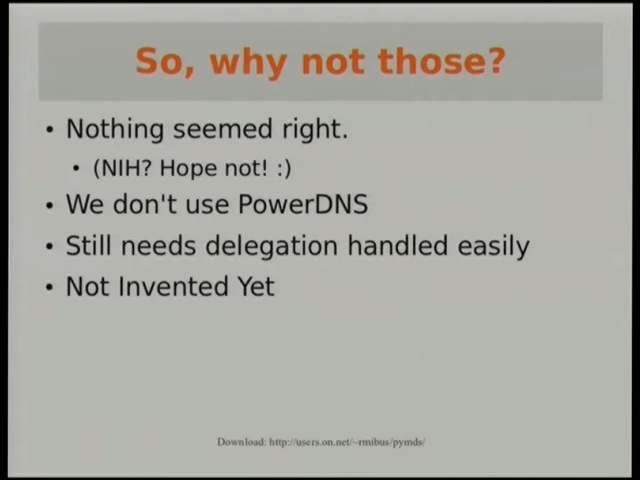 So, why not those?
• Nothing seemed right.
• (NIH? Hope not! :)
• We don't use PowerDNS
• Still needs delegation handled easily
• Not Invented Yet
Download: http://users.on.net/~rmibus/pymds/